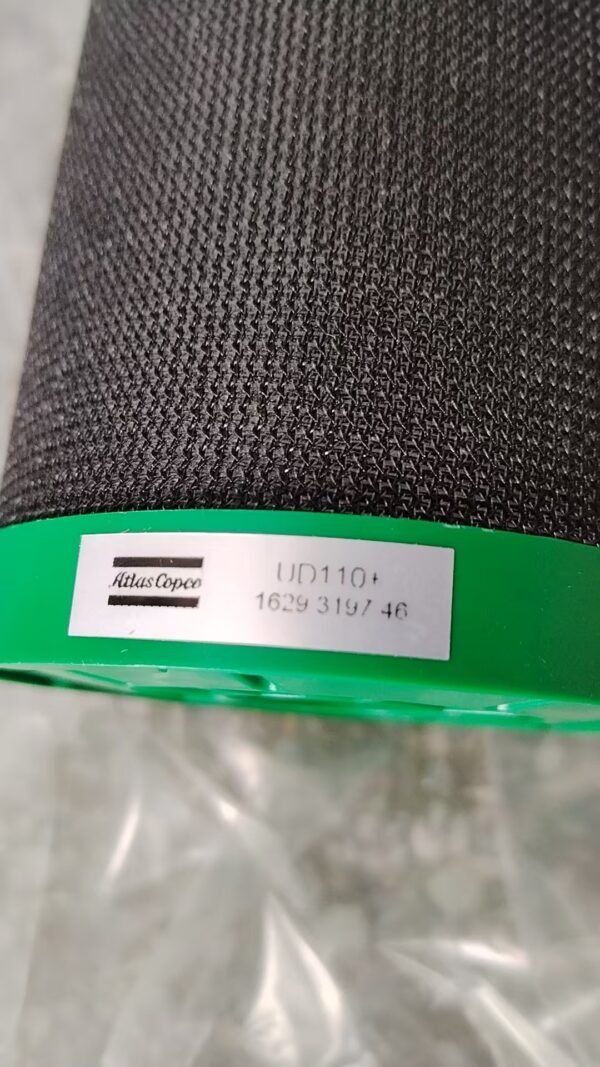 Atlas Copco
UD110+
1629 3197 46